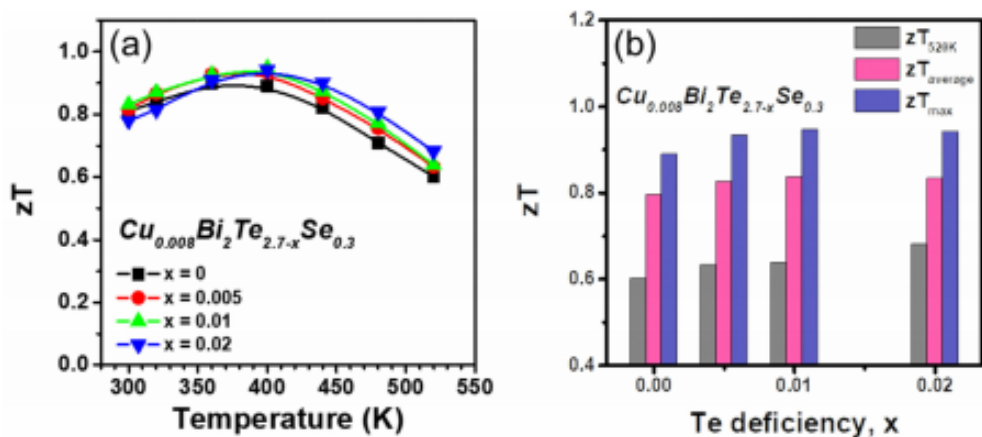 (a)
zT
1.0
0.8
0.6
0.4
0.2
0.0
Cu0.008Bi2Te2.7-xSe0.3
x = 0
x = 0.005
x = 0.01
x = 0.02
300 350 400 450 500 550
Temperature (K)
(b)
zT
1.2
1.0
0.8
0.6
0.4
zT520K
zTaverage
zTmax
Cu0.008Bi2Te2.7-xSe0.3
0.00 0.01 0.02
Te deficiency, x